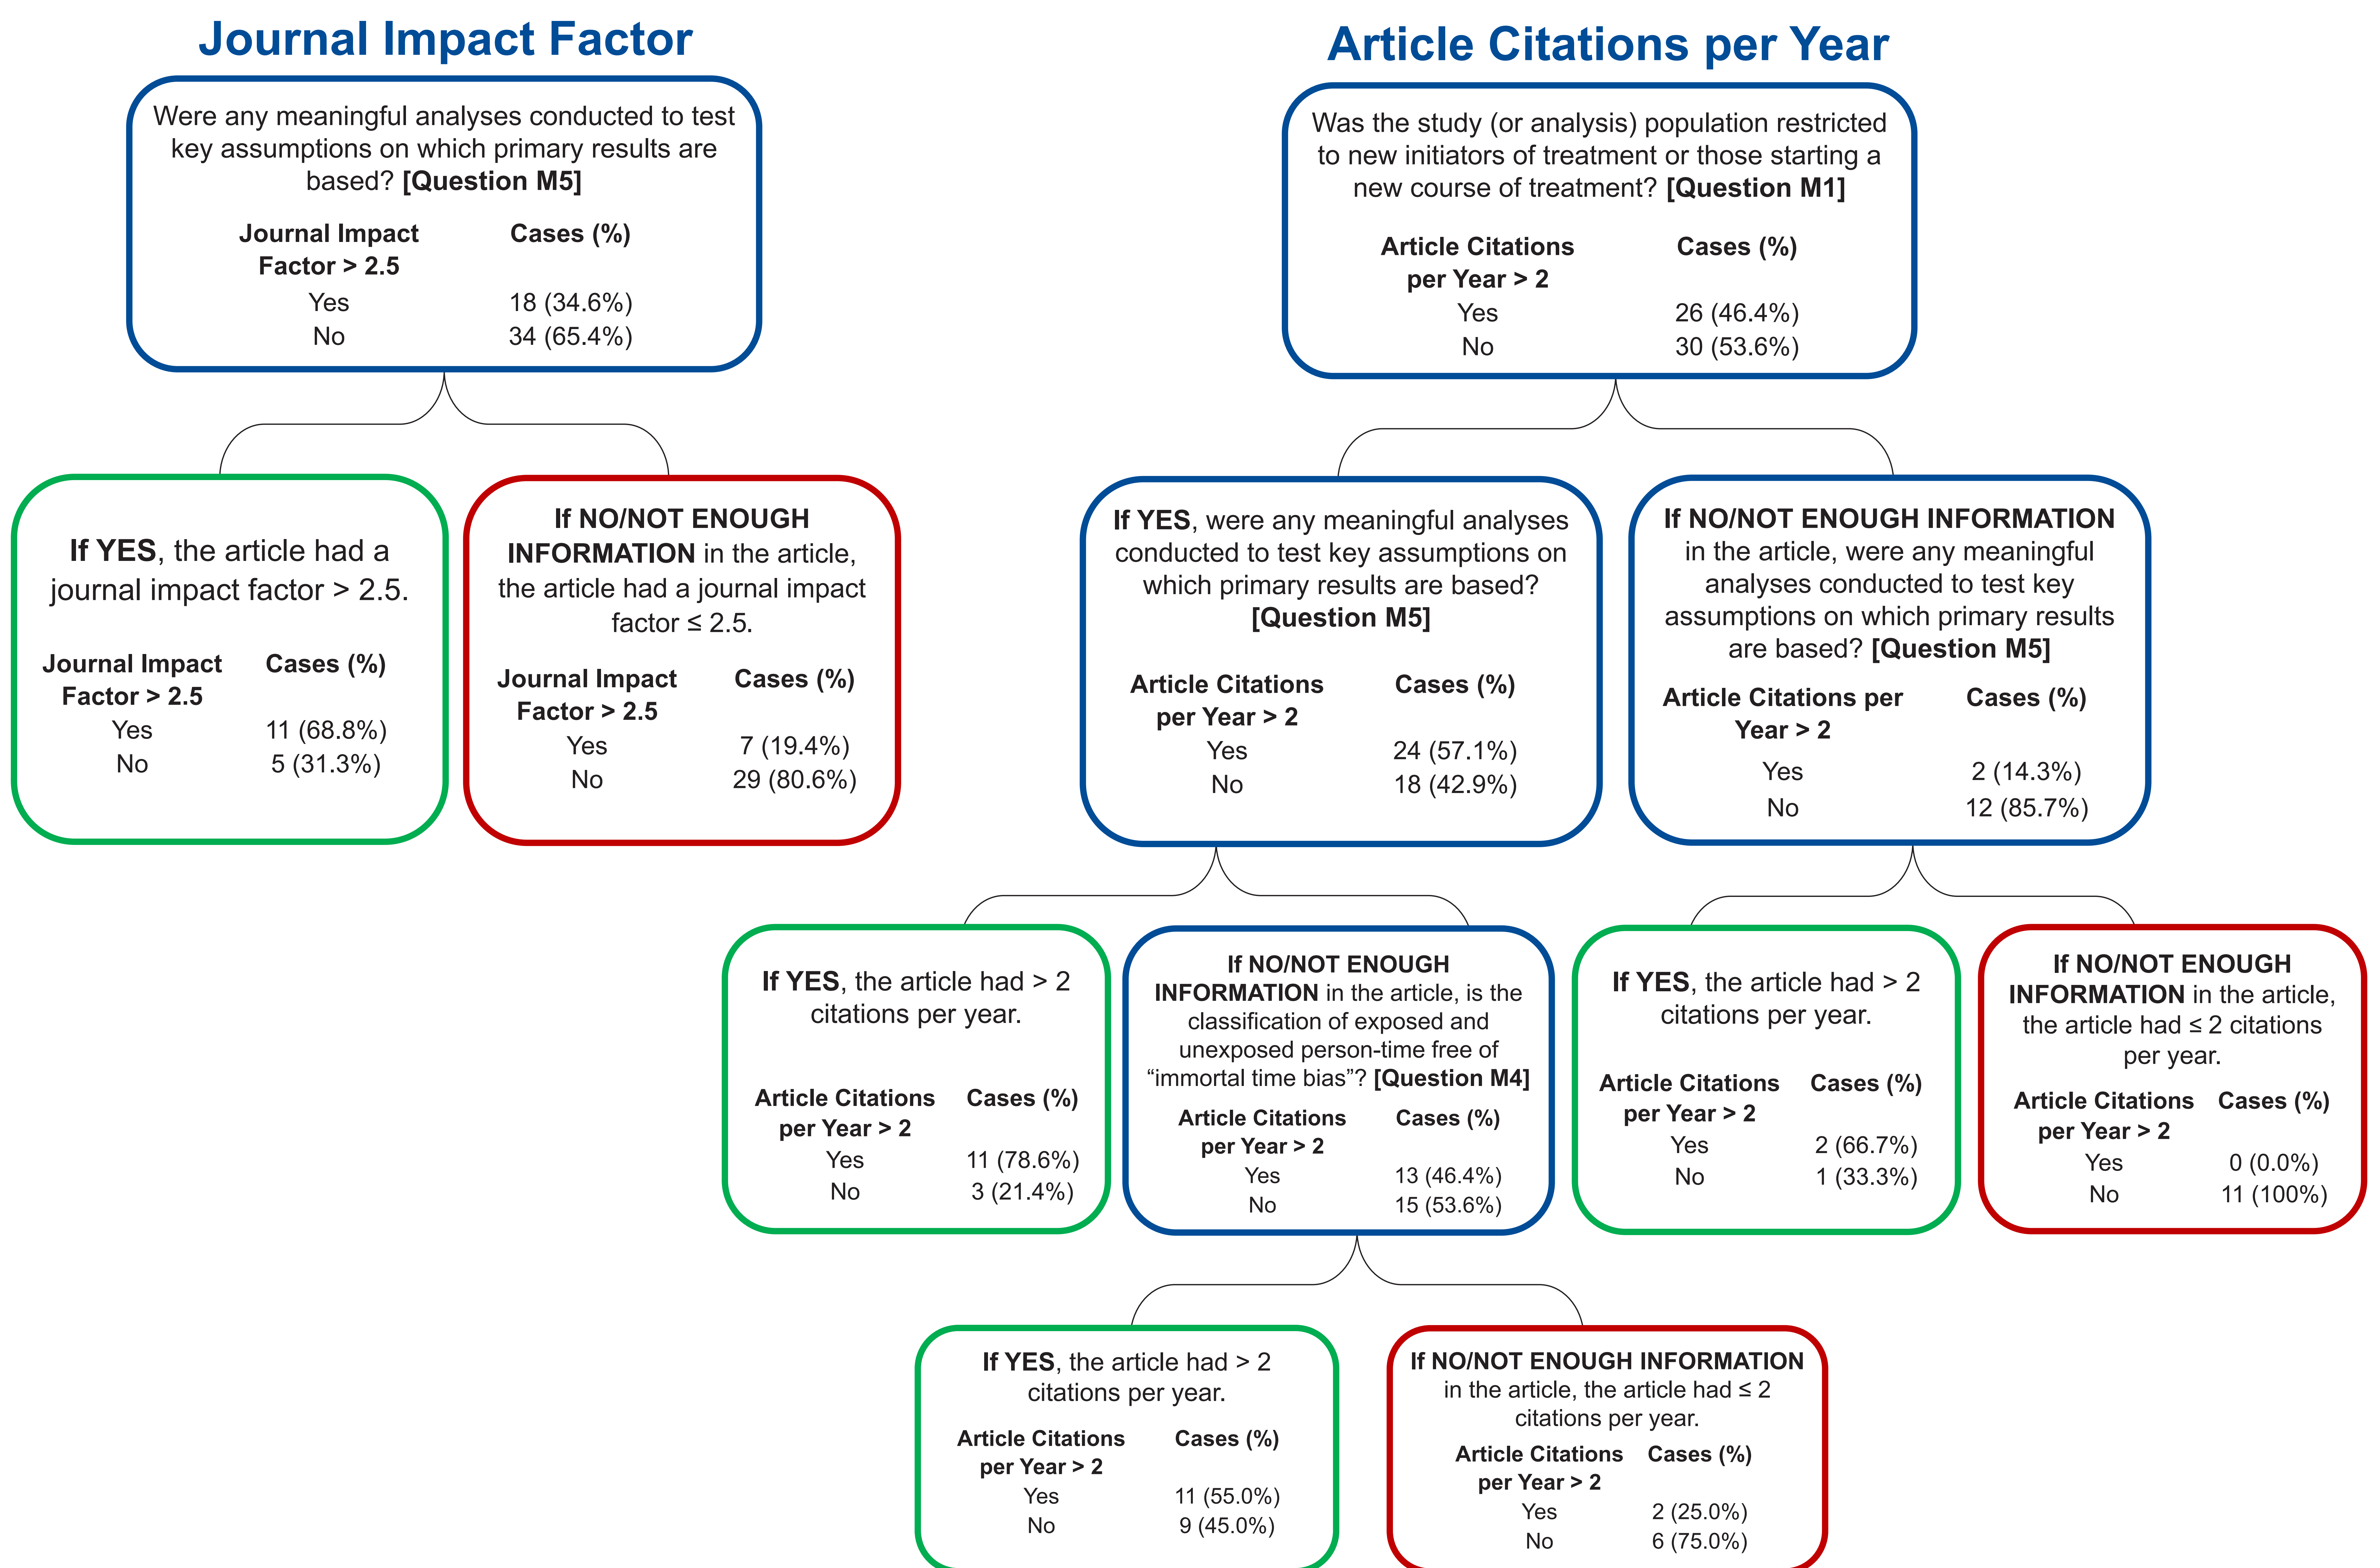 Journal Impact Factor
Were any meaningful analyses conducted to test
key assumptions on which primary results are
based? [Question M5]
Journal Impact Cases (%)
Factor > 2.5
Yes 18 (34.6%)
No 34 (65.4%)
If YES, the article had a
journal impact factor > 2.5.
Journal Impact Cases (%)
Factor > 2.5
Yes 11 (68.8%)
No 5 (31.3%)
If NO/NOT ENOUGH
INFORMATION in the article,
the article had a journal impact
factor ≤ 2.5.
Journal Impact Cases (%)
Factor > 2.5
Yes 7 (19.4%)
No 29 (80.6%)
Article Citations per Year
Was the study (or analysis) population restricted
to new initiators of treatment or those starting a
new course of treatment? [Question M1]
Article Citations Cases (%)
per Year > 2
Yes 26 (46.4%)
No 30 (53.6%)
If YES, were any meaningful analyses
conducted to test key assumptions on
which primary results are based?
[Question M5]
Article Citations Cases (%)
per Year > 2
Yes 24 (57.1%)
No 18 (42.9%)
If NO/NOT ENOUGH INFORMATION
in the article, were any meaningful
analyses conducted to test key
assumptions on which primary results
are based? [Question M5]
Article Citations per Cases (%)
Year > 2
Yes 2 (14.3%)
No 12 (85.7%)
If YES, the article had > 2
citations per year.
Article Citations Cases (%)
per Year > 2
Yes 11 (78.6%)
No 3 (21.4%)
If NO/NOT ENOUGH
INFORMATION in the article, is the
classification of exposed and
unexposed person-time free of
“immortal time bias”? [Question M4]
Article Citations Cases (%)
per Year > 2
Yes 13 (46.4%)
No 15 (53.6%)
If YES, the article had > 2
citations per year.
Article Citations Cases (%)
per Year > 2
Yes 2 (66.7%)
No 1 (33.3%)
If NO/NOT ENOUGH
INFORMATION in the article,
the article had ≤ 2 citations
per year.
Article Citations Cases (%)
per Year > 2
Yes 0 (0.0%)
No 11 (100%)
If YES, the article had > 2
citations per year.
Article Citations Cases (%)
per Year > 2
Yes 11 (55.0%)
No 9 (45.0%)
If NO/NOT ENOUGH INFORMATION
in the article, the article had ≤ 2
citations per year.
Article Citations Cases (%)
per Year > 2
Yes 2 (25.0%)
No 6 (75.0%)